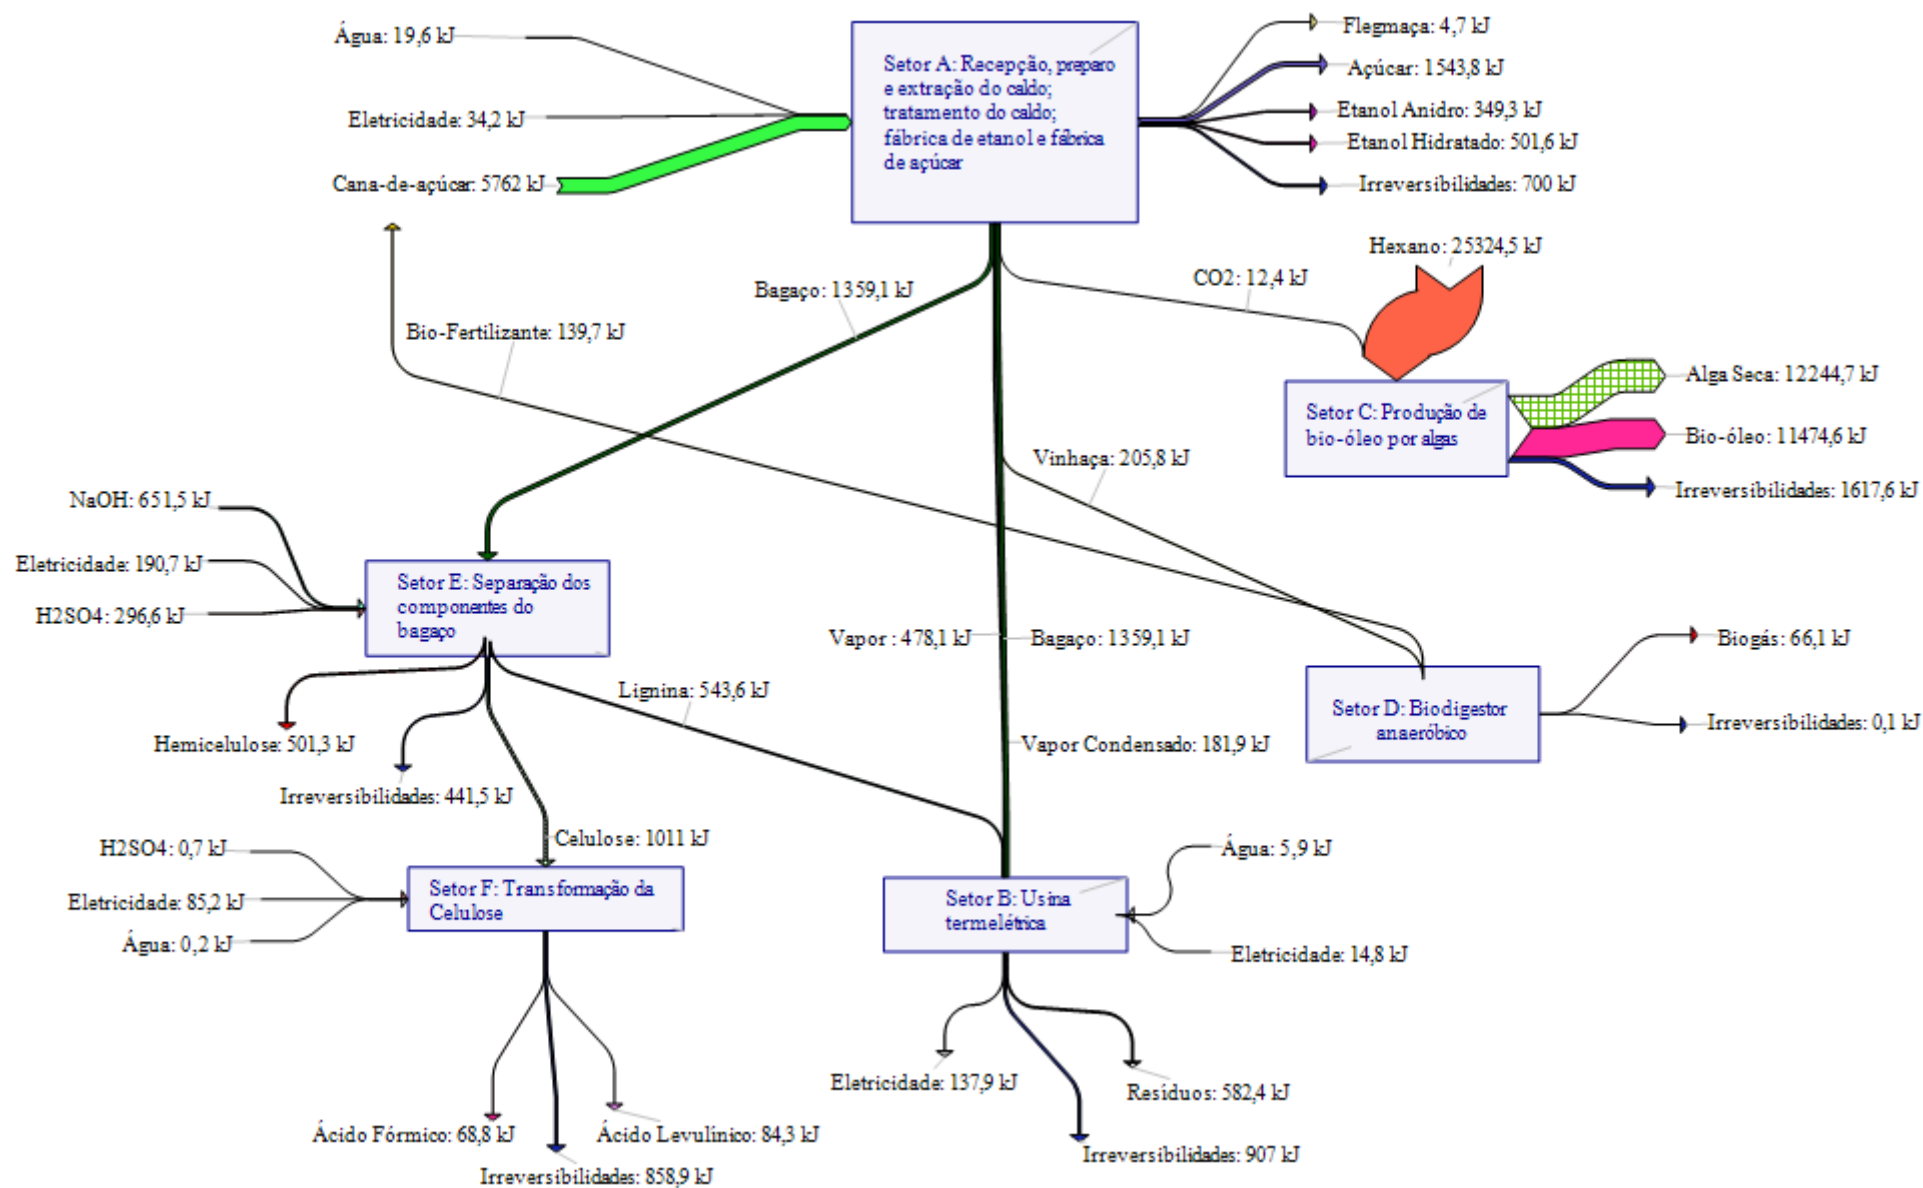 Água: 19,6 kJ
Eletricidade: 34,2 kJ
Cana-de-açúcar: 5762 kJ
Setor A: Recepção, preparo
e extração do caldo;
tratamento do caldo;
fábrica de etanol e fábrica
de açúcar
Flegmaça: 4,7 kJ
Açúcar: 1543,8 kJ
Etanol Anidro: 349,3 kJ
Etanol Hidratado: 501,6 kJ
Irreversibilidades: 700 kJ
Hexano: 25324,5 kJ
CO2: 12,4 kJ
Bagaço: 1359,1 kJ
Bio-Fertilizante: 139,7 kJ
Alga Seca: 12244,7 kJ
Setor C: Produção de
bio-óleo por algas
Bio-óleo: 11474,6 kJ
Irreversibilidades: 1617,6 kJ
Vinhaça: 205,8 kJ
NaOH: 651,5 kJ
Eletricidade: 190,7 kJ
H2SO4: 296,6 kJ
Setor E: Separação dos
componentes do
bagaço
Vapor : 478,1 kJ
Bagaço: 1359,1 kJ
Biogás: 66,1 kJ
Lignina: 543,6 kJ
Setor D: Biodigestor
anaeróbico
Irreversibilidades: 0,1 kJ
Hemicelulose: 501,3 kJ
Vapor Condensado: 181,9 kJ
Irreversibilidades: 441,5 kJ
Celulose: 1011 kJ
H2SO4: 0,7 kJ
Eletricidade: 85,2 kJ
Água: 0,2 kJ
Setor F: Transformação da
Celulose
Setor B: Usina
termelétrica
Água: 5,9 kJ
Eletricidade: 14,8 kJ
Eletricidade: 137,9 kJ
Resíduos: 582,4 kJ
Ácido Fórmico: 68,8 kJ
Ácido Levulínico: 84,3 kJ
Irreversibilidades: 907 kJ
Irreversibilidades: 858,9 kJ